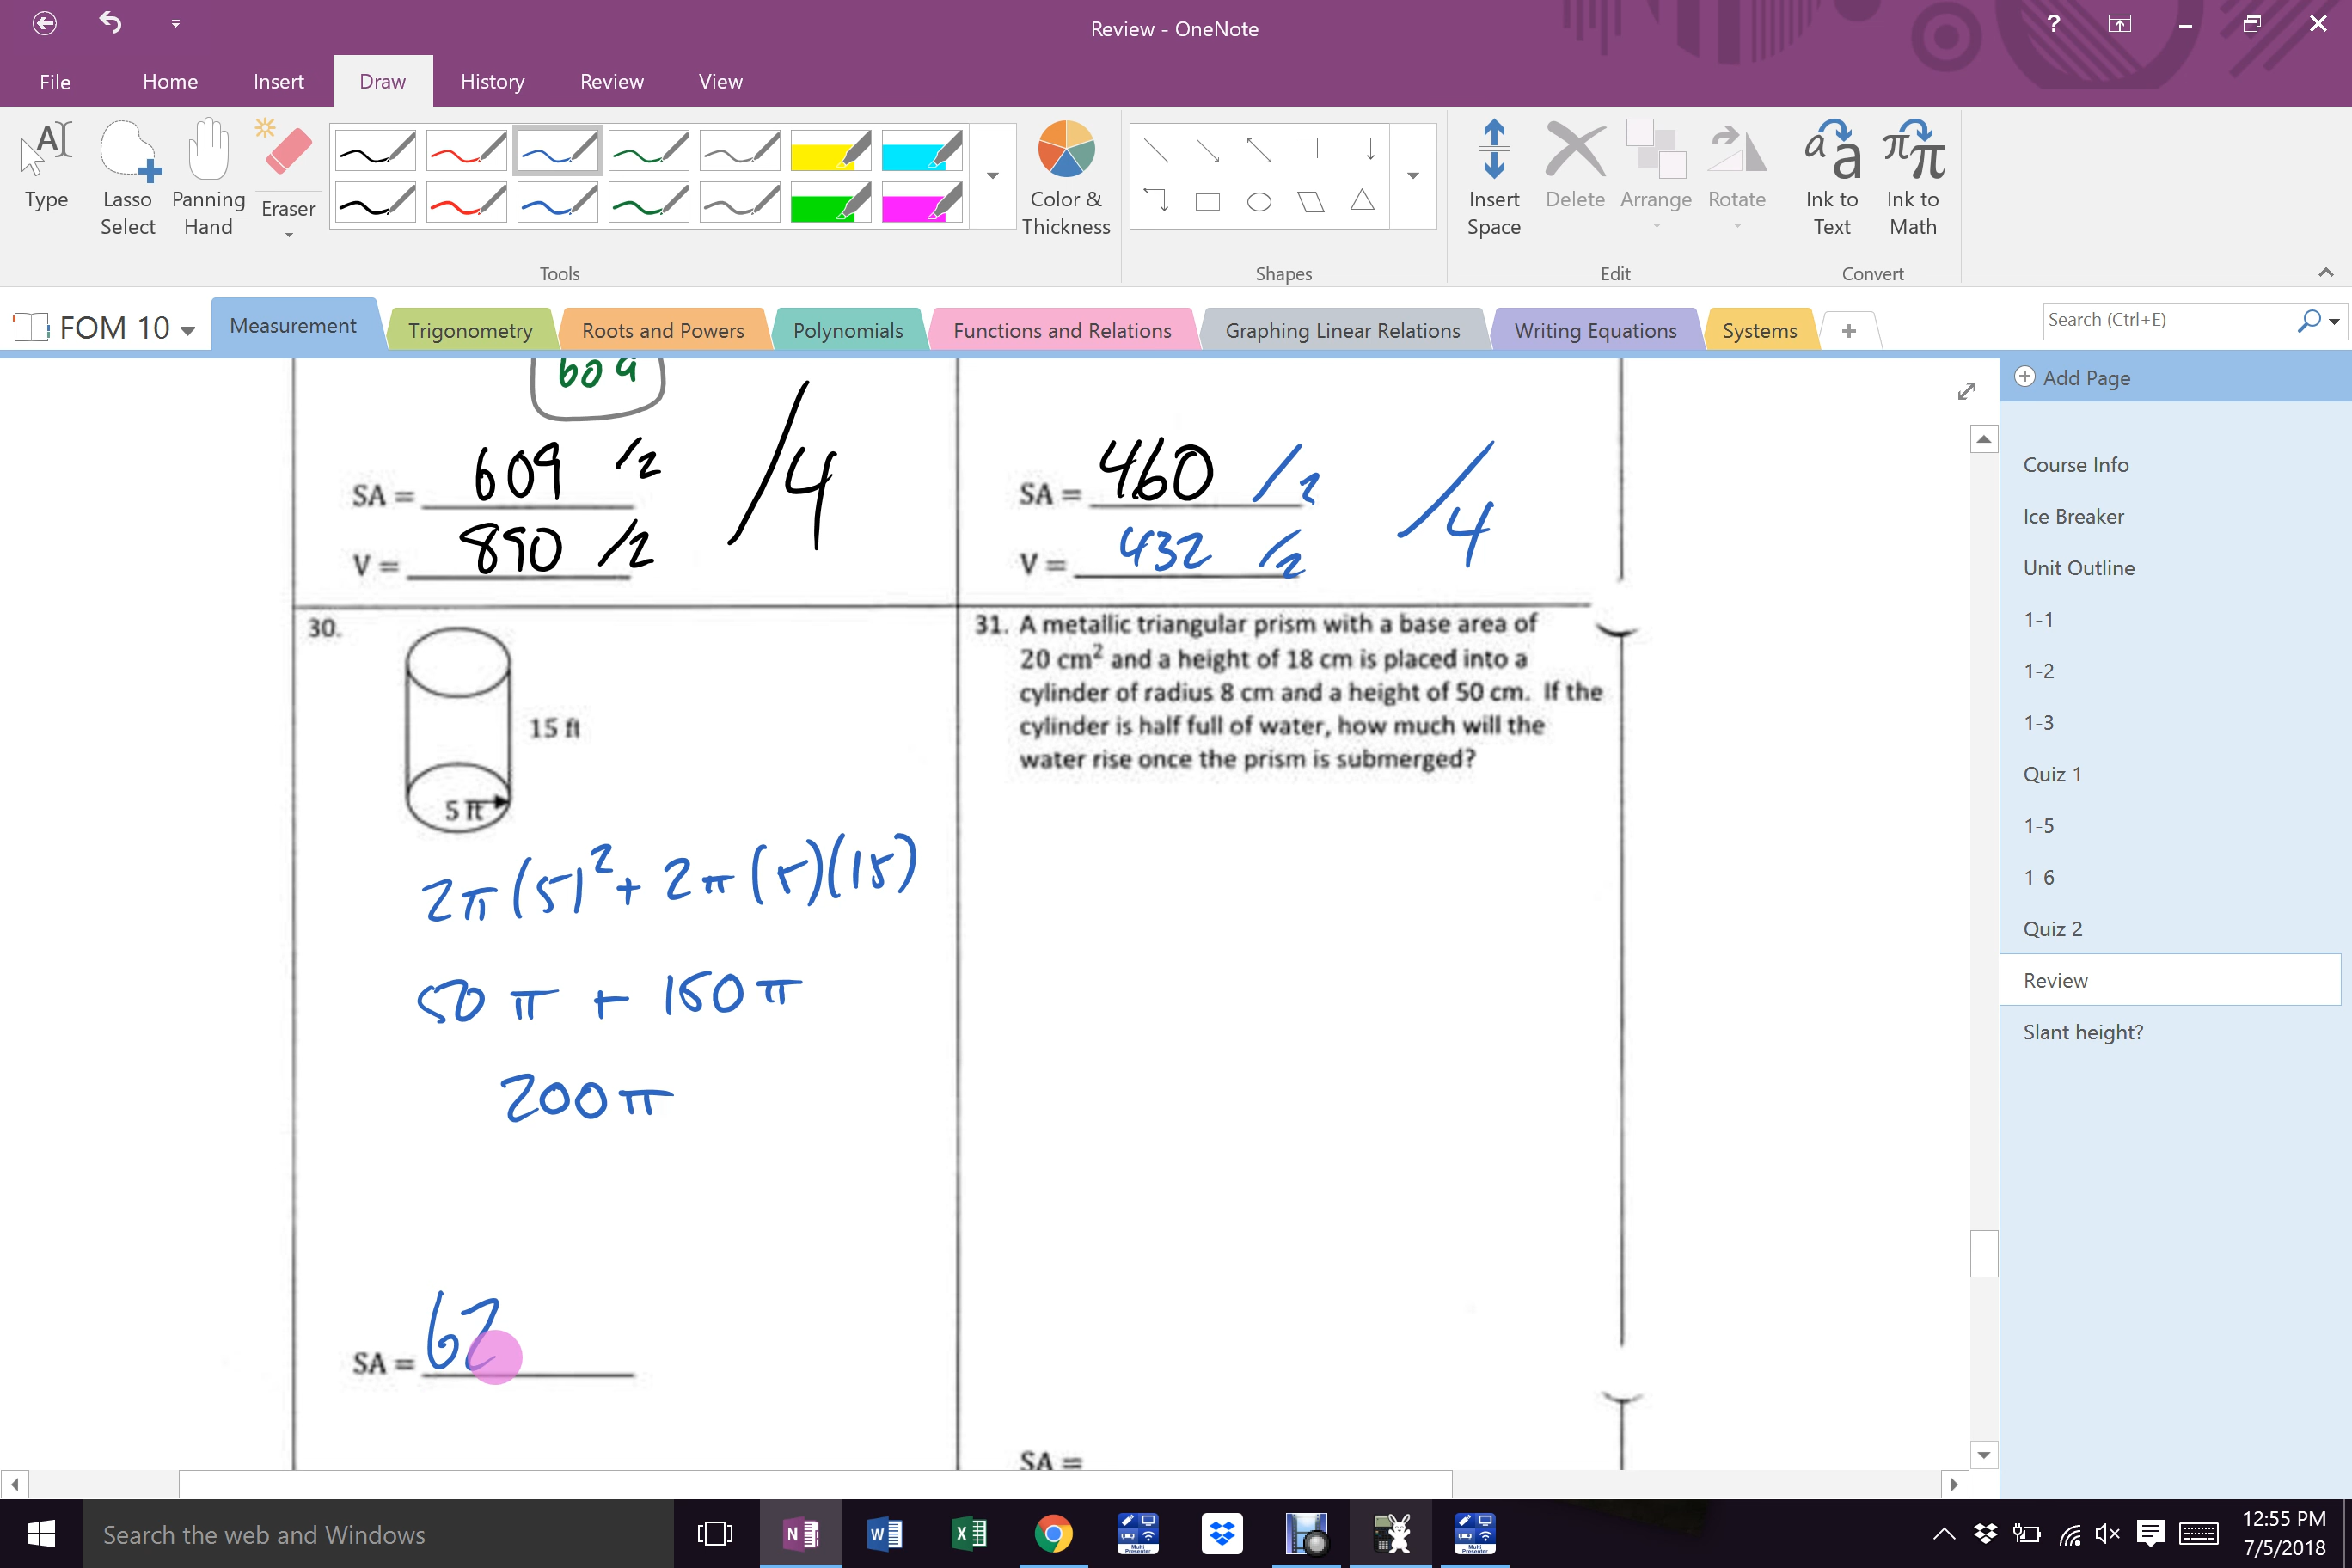 Review - OneNote
?
File Home Insert Draw History Review View
Type
Lasso Select
Panning Hand
Eraser
Color & Thickness
Insert Space
Delete
Arrange
Rotate
Ink to Text
Ink to Math
Tools
Shapes
Edit
Convert
FOM 10 Measurement Trigonometry Roots and Powers Polynomials Functions and Relations Graphing Linear Relations Writing Equations Systems +
Search (Ctrl+E)
Add Page
Course Info
Ice Breaker
Unit Outline
1-1
1-2
1-3
Quiz 1
1-5
1-6
Quiz 2
Review
Slant height?
609
SA = 609 /2
V = 890 /2
/4
SA = 460 /2
V = 432 /2
/4
30.
15 ft
5 ft
2π(5)²+ 2π(5)(15)
50π + 150π
200π
SA = 62
31. A metallic triangular prism with a base area of
20 cm² and a height of 18 cm is placed into a
cylinder of radius 8 cm and a height of 50 cm. If the
cylinder is half full of water, how much will the
water rise once the prism is submerged?
SA =
Search the web and Windows
12:55 PM
7/5/2018